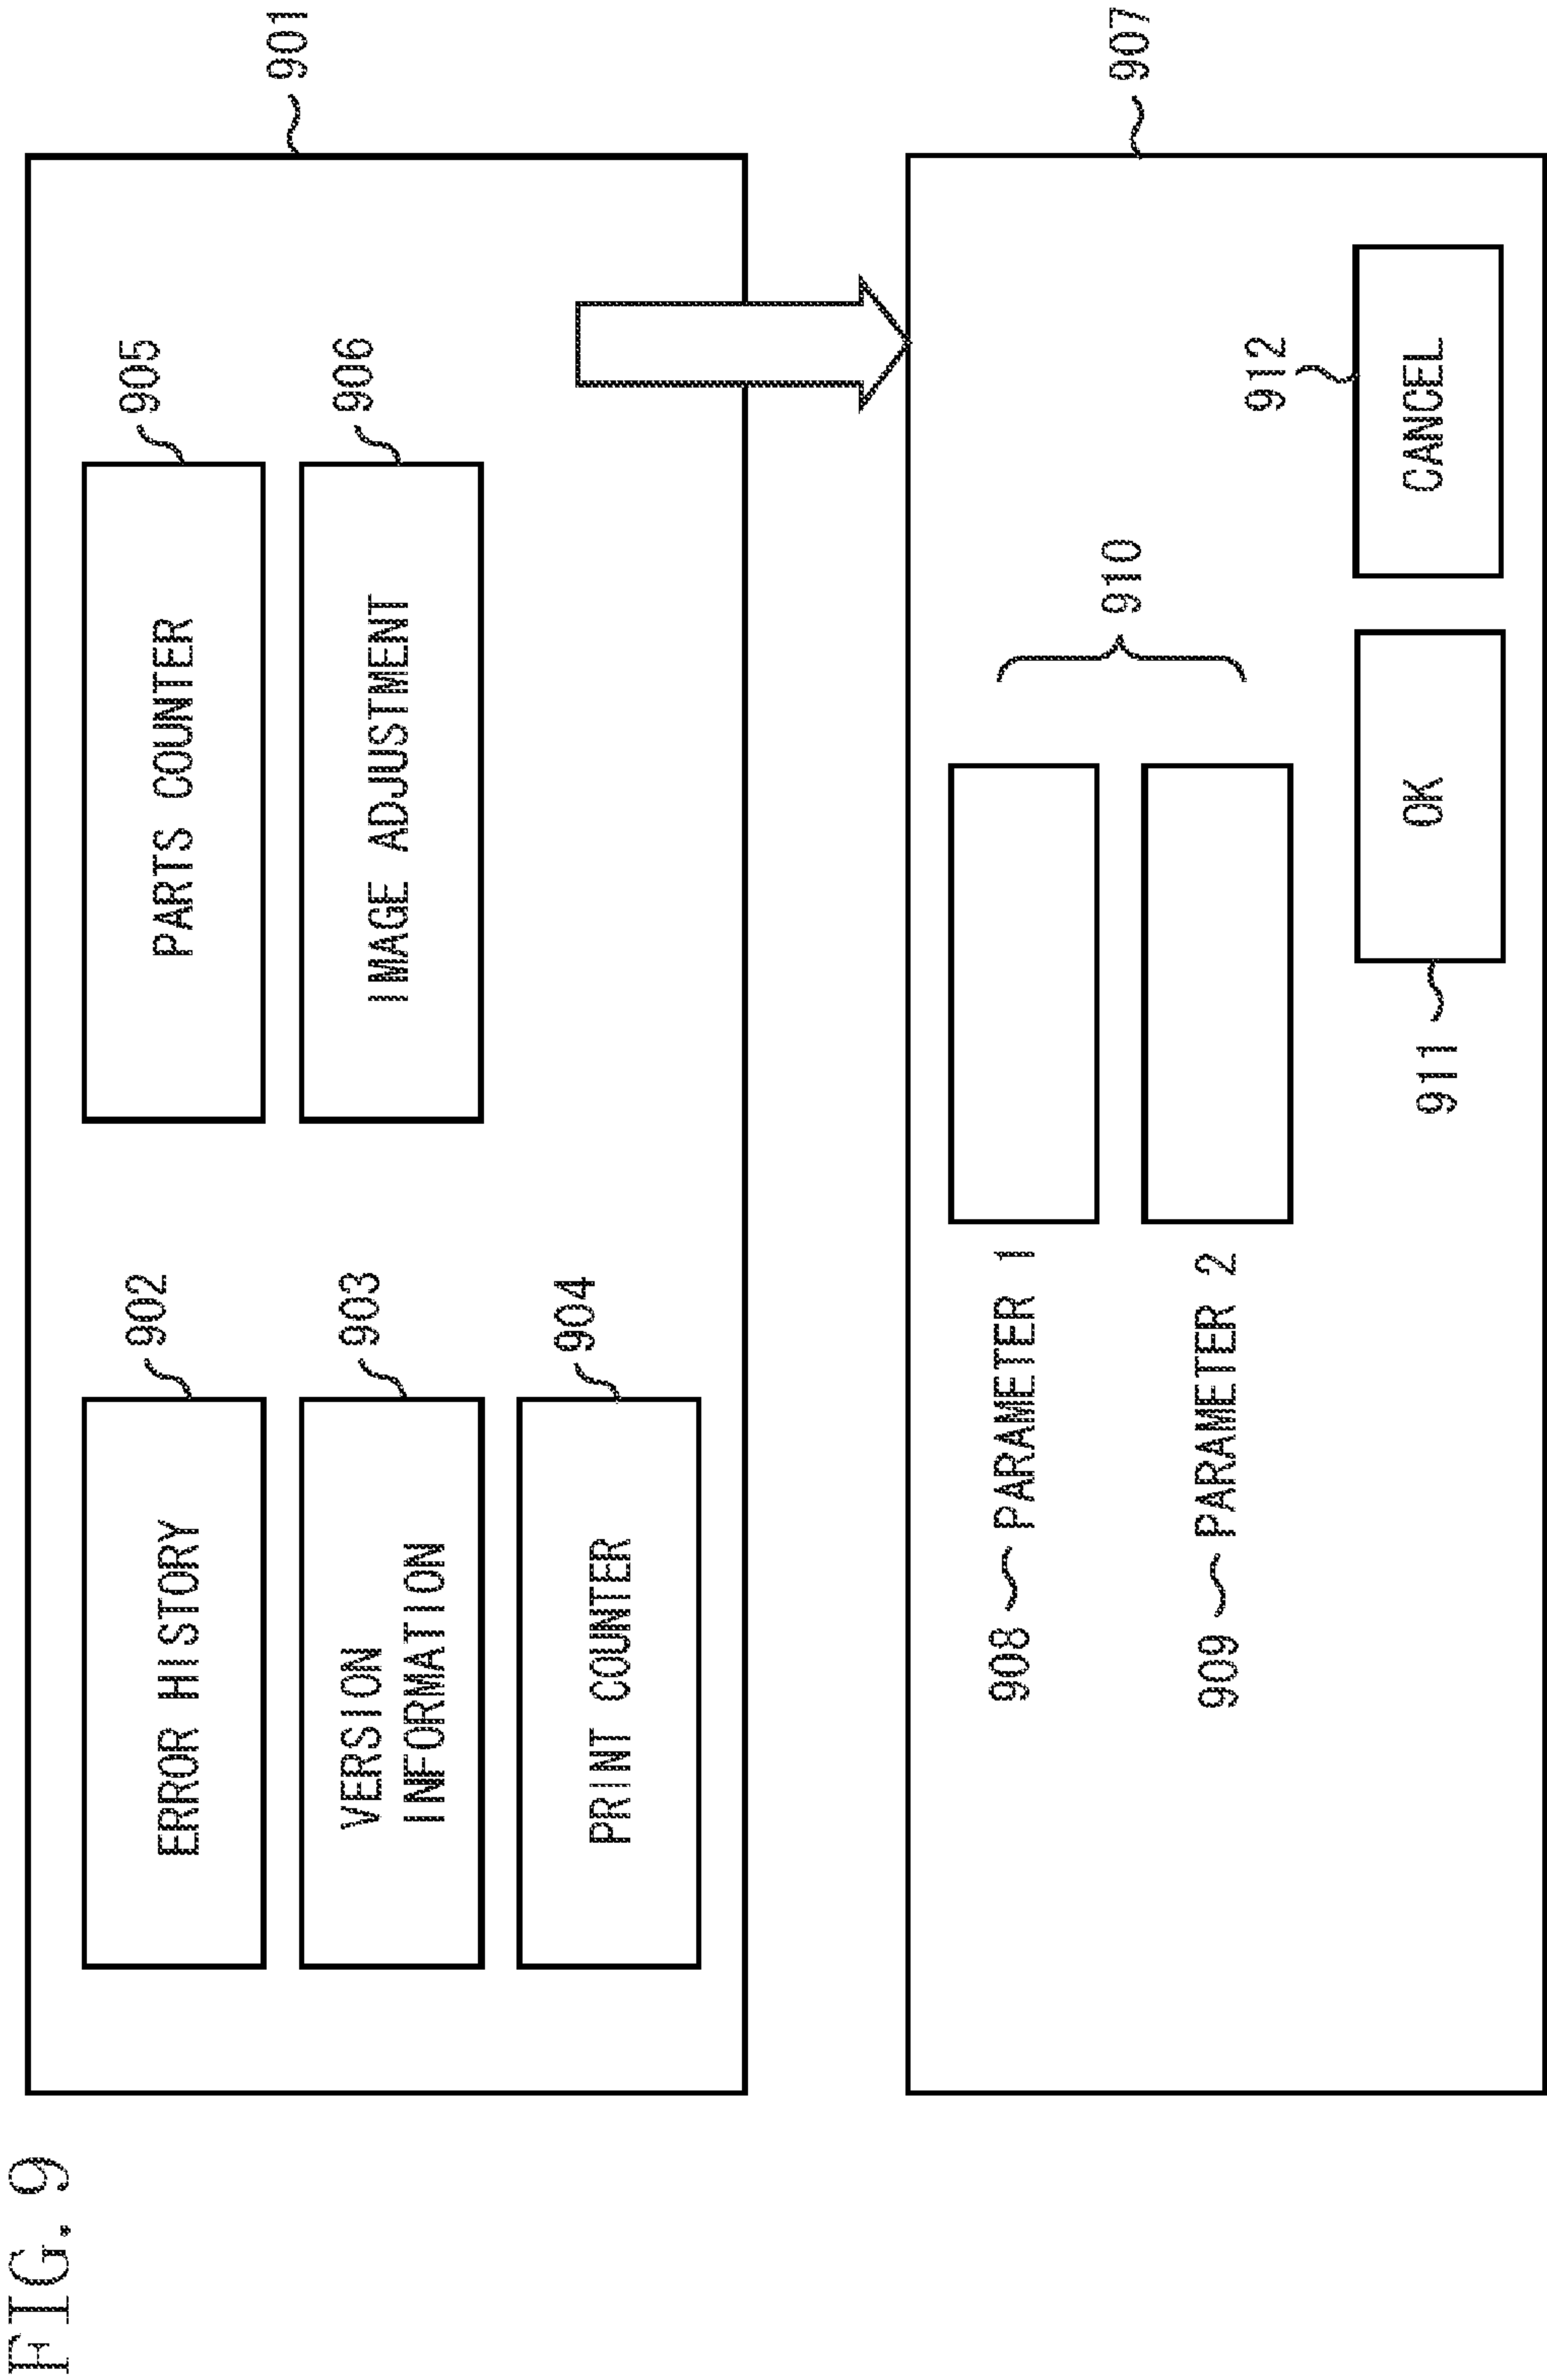 FIG. 9
901
ERROR HISTORY
902
PARTS COUNTER
905
VERSION
INFORMATION
903
IMAGE ADJUSTMENT
906
PRINT COUNTER
904
907
908 PARAMETER 1
910
909 PARAMETER 2
911
OK
912
CANCEL